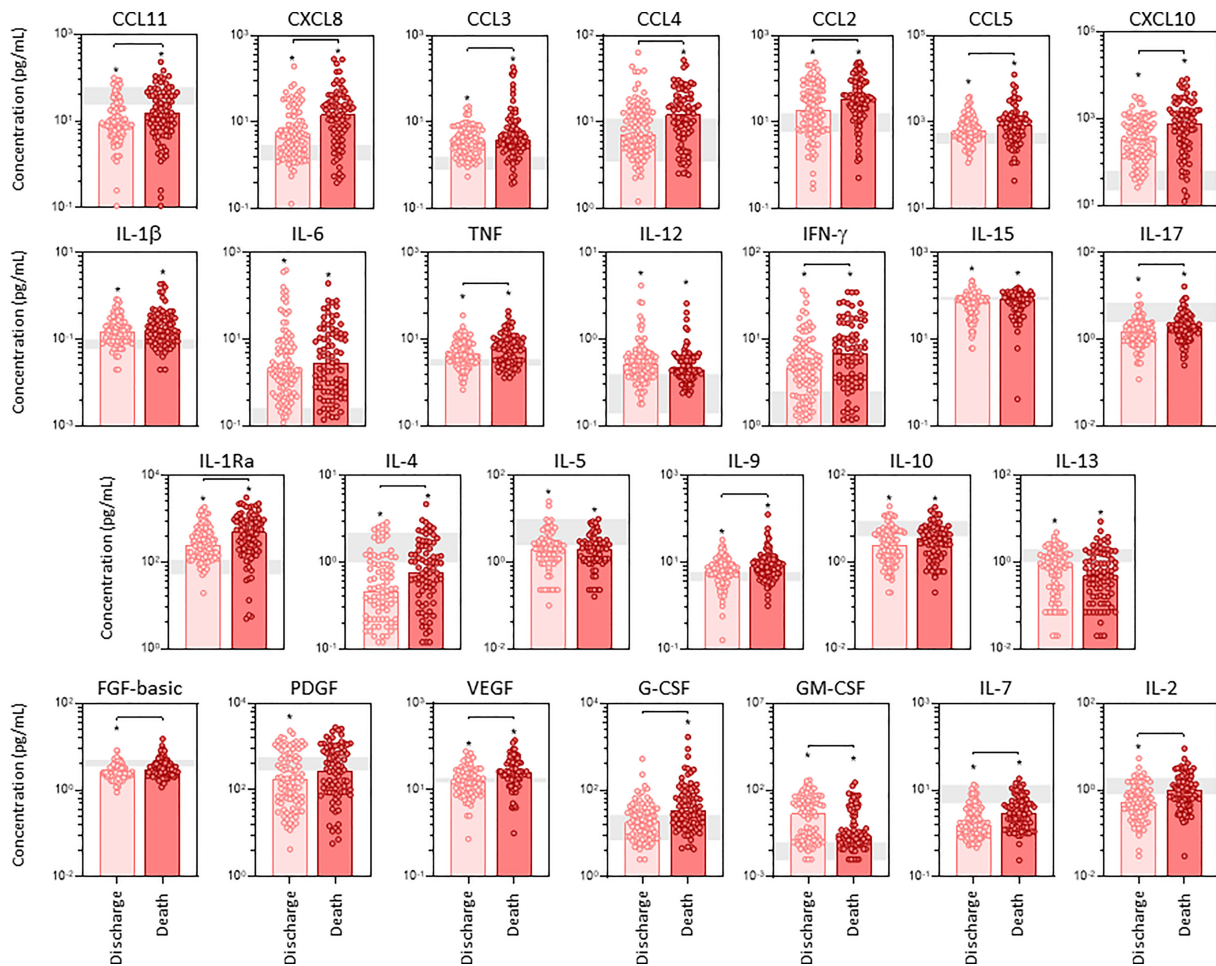 CCL11 CXCL8 CCL3 CCL4 CCL2 CCL5 CXCL10
Concentration (pg/mL)
10³ 10¹ 10⁻¹
10³ 10¹ 10⁻¹
10³ 10¹ 10⁻¹
10⁴ 10² 10⁰
10³ 10¹ 10⁻¹
10⁵ 10² 10⁻¹
10⁵ 10³ 10¹
* * * * * * * * * * * * * *
IL-1β IL-6 TNF IL-12 IFN-γ IL-15 IL-17
Concentration (pg/mL)
10¹ 10⁻¹ 10⁻³
10³ 10¹ 10⁻¹
10⁵ 10² 10⁻¹
10² 10⁰ 10⁻²
10² 10¹ 10⁰
10³ 10¹ 10⁻¹
10² 10⁰ 10⁻²
* * * * * * * * * * * * * *
IL-1Ra IL-4 IL-5 IL-9 IL-10 IL-13
Concentration (pg/mL)
10⁴ 10² 10⁰
10¹ 10⁰ 10⁻¹
10² 10⁰ 10⁻²
10³ 10¹ 10⁻¹
10² 10⁰ 10⁻²
10² 10⁰ 10⁻²
* * * * * * * * * * * *
FGF-basic PDGF VEGF G-CSF GM-CSF IL-7 IL-2
Concentration (pg/mL)
10² 10⁰ 10⁻²
10⁴ 10² 10⁰
10³ 10¹ 10⁻¹
10⁴ 10² 10⁰
10⁷ 10² 10⁻³
10³ 10¹ 10⁻¹
10² 10⁰ 10⁻²
* * * * * * * * * * *
Discharge Death Discharge Death Discharge Death Discharge Death Discharge Death Discharge Death Discharge Death